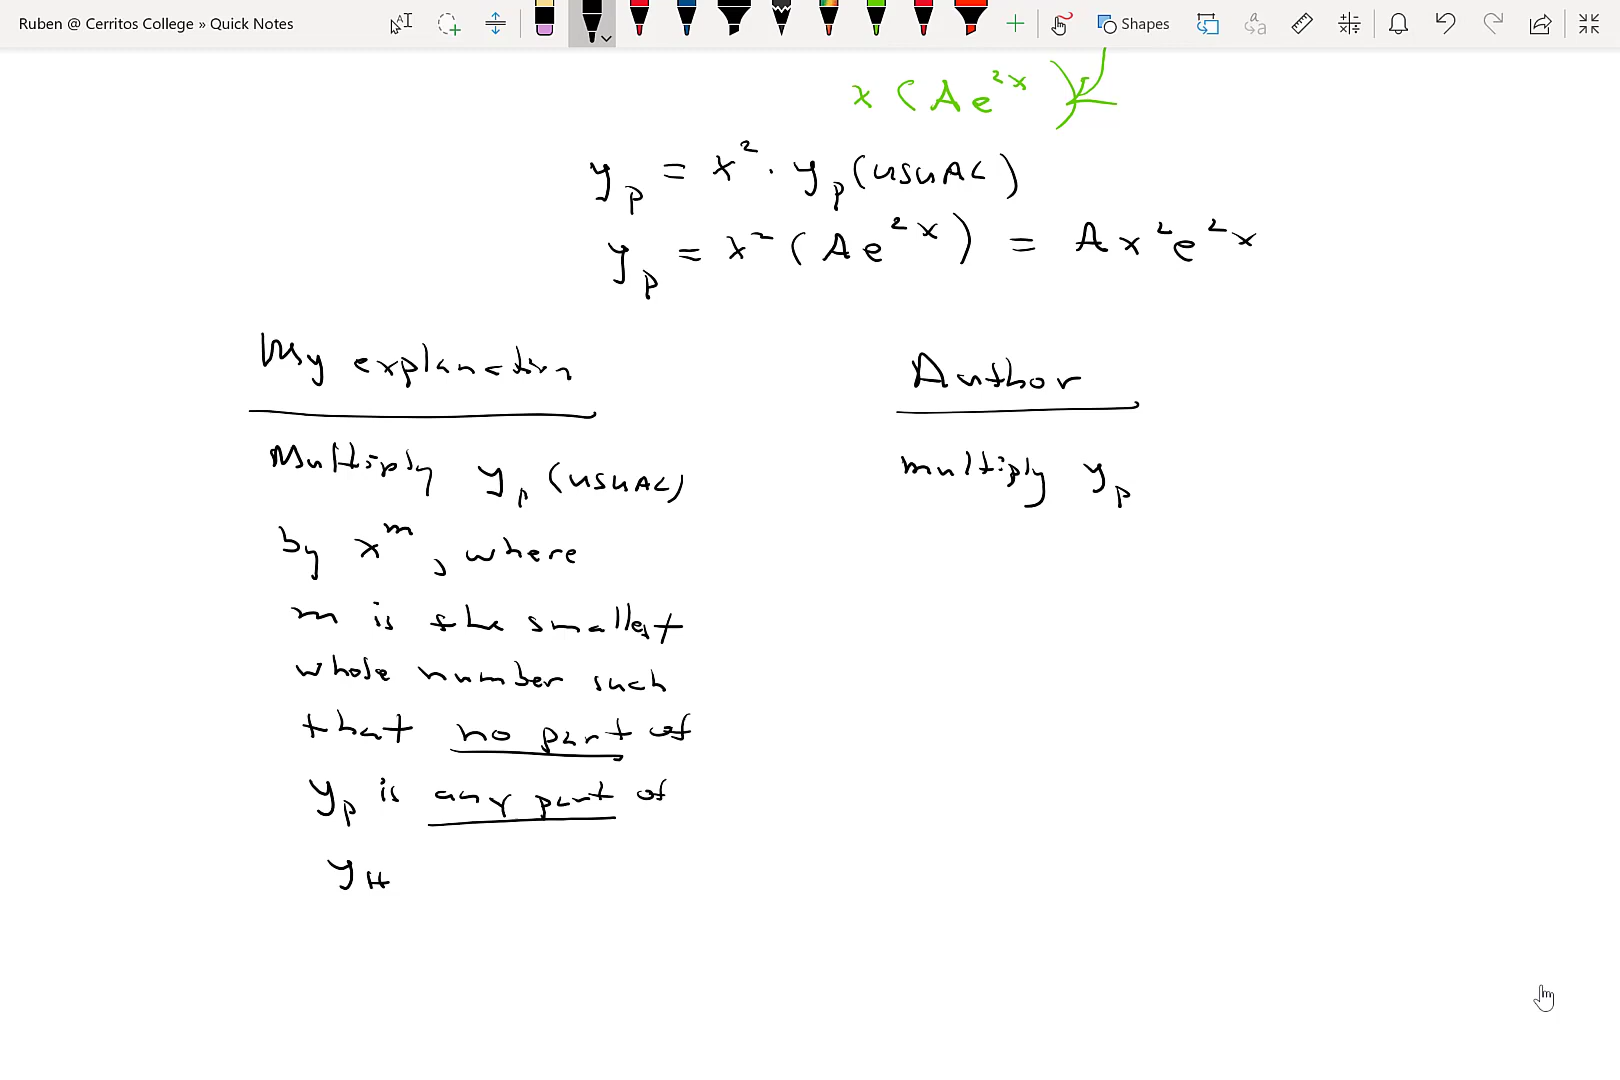 Ruben @ Cerritos College » Quick Notes
Shapes
x (Ae^2x)
y_p = x^2 · y_p (USUAL)
y_p = x^2 (Ae^2x) = Ax^2e^2x
My explanation
Multiply y_p (USUAL)
by x^m, where
m is the smallest
whole number such
that no part of
y_p is any part of
y_H
Author
multiply y_p